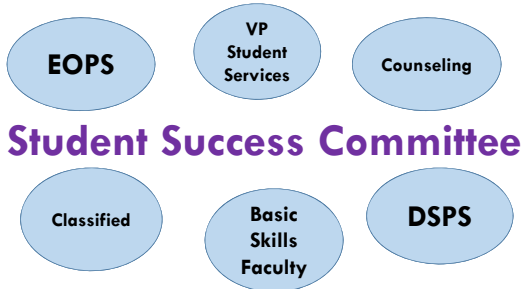 EOPS
VP
Student
Services
Counseling
Student Success Committee
Classified
Basic
Skills
Faculty
DSPS